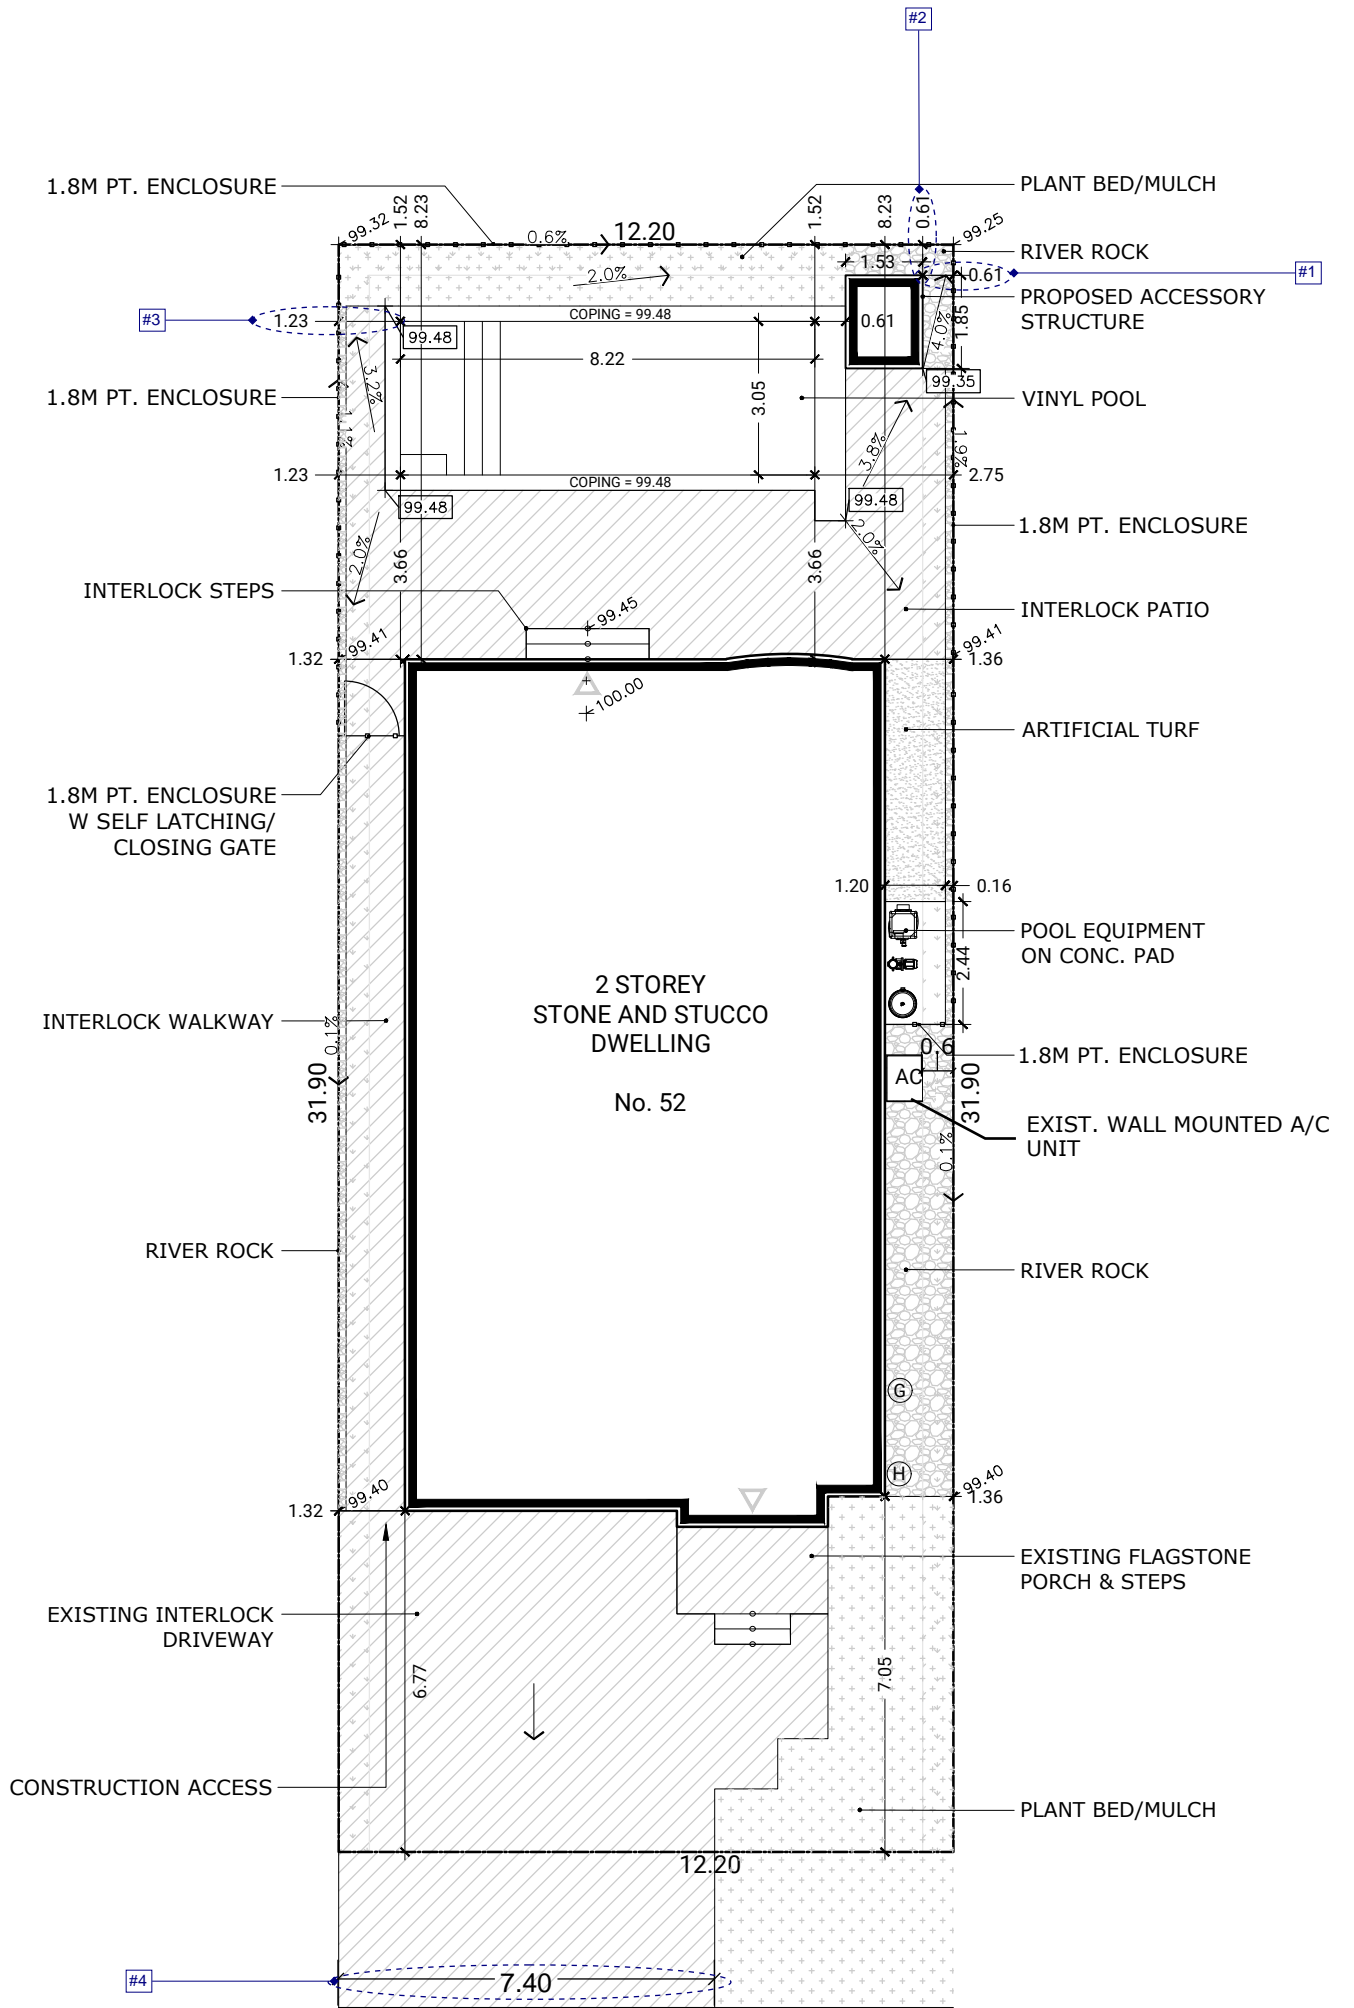 #2
1.8M PT. ENCLOSURE
PLANT BED/MULCH
99.32
1.52
8.23
0.6%
12.20
1.52
8.23
0.61
99.25
RIVER ROCK
2.0%
1.53
0.61
#1
PROPOSED ACCESSORY
STRUCTURE
#3
1.23
99.48
COPING = 99.48
0.61
4.0%
1.85
8.22
3.2%
99.35
1.8M PT. ENCLOSURE
3.05
VINYL POOL
1.1%
3.8%
1.9%
1.23
COPING = 99.48
2.75
99.48
99.48
1.8M PT. ENCLOSURE
2.0%
3.66
3.66
2.0%
INTERLOCK STEPS
99.45
INTERLOCK PATIO
99.41
99.41
1.32
1.36
100.00
ARTIFICIAL TURF
1.8M PT. ENCLOSURE
W SELF LATCHING/
CLOSING GATE
1.20
0.16
POOL EQUIPMENT
ON CONC. PAD
2.44
2 STOREY
STONE AND STUCCO
DWELLING
No. 52
INTERLOCK WALKWAY
0.1%
0.6
1.8M PT. ENCLOSURE
AC
31.90
31.90
EXIST. WALL MOUNTED A/C
UNIT
0.1%
RIVER ROCK
RIVER ROCK
G
H
99.40
99.40
1.32
1.36
EXISTING FLAGSTONE
PORCH & STEPS
EXISTING INTERLOCK
DRIVEWAY
6.77
7.05
CONSTRUCTION ACCESS
PLANT BED/MULCH
12.20
#4
7.40